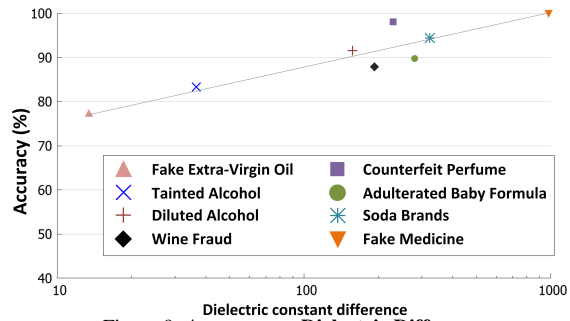 100
90
80
70
60
50
40
Accuracy (%)
Fake Extra-Virgin Oil
Counterfeit Perfume
Tainted Alcohol
Adulterated Baby Formula
Diluted Alcohol
Soda Brands
Wine Fraud
Fake Medicine
10
100
1000
Dielectric constant difference